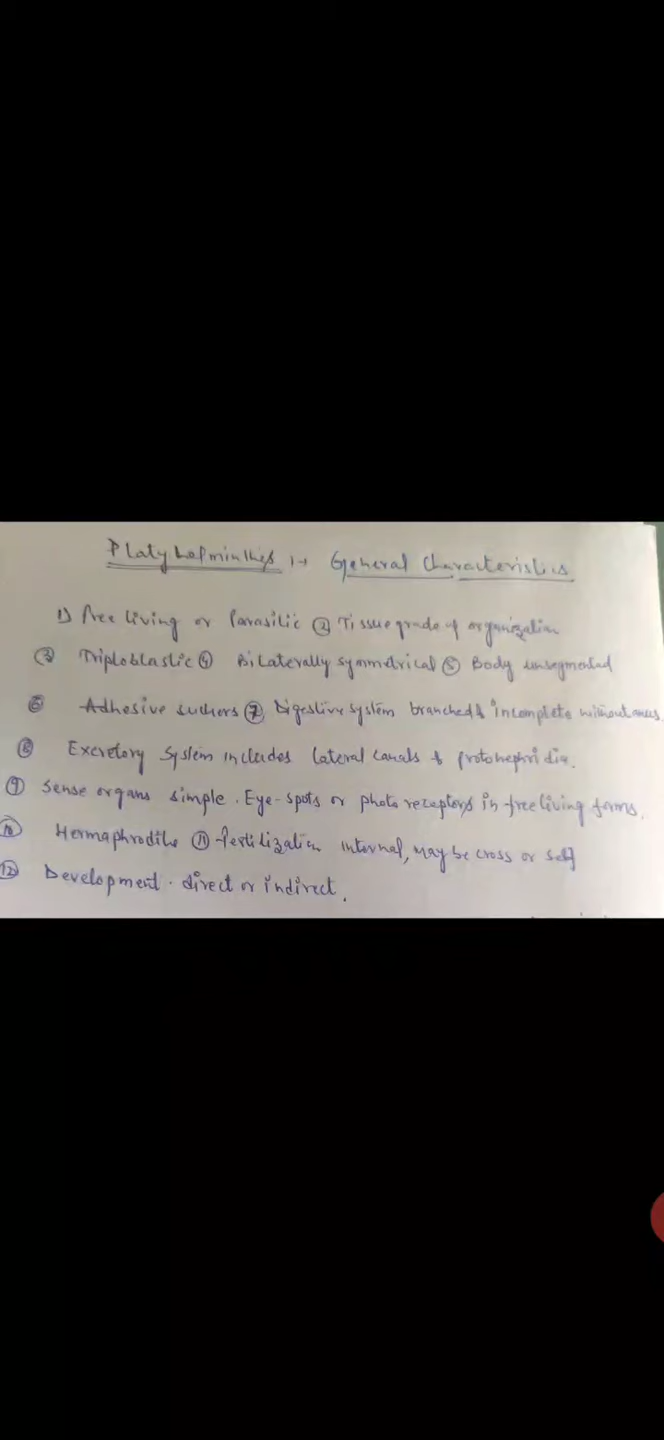 Platyhelminthes :→ General Characteristics
1) Free living or Parasitic ② Tissue grade of organization
③ Triploblastic ④ Bilaterally symmetrical ⑤ Body unsegmented
⑥ Adhesive suckers ⑦ Digestive system branched & incomplete without anus.
⑧ Excretory System includes lateral canals & protonephridia.
⑨ Sense organs simple. Eye-spots or photo receptors in free living forms.
⑩ Hermaphrodite ⑪ Fertilization internal, may be cross or self
⑫ Development. direct or indirect.